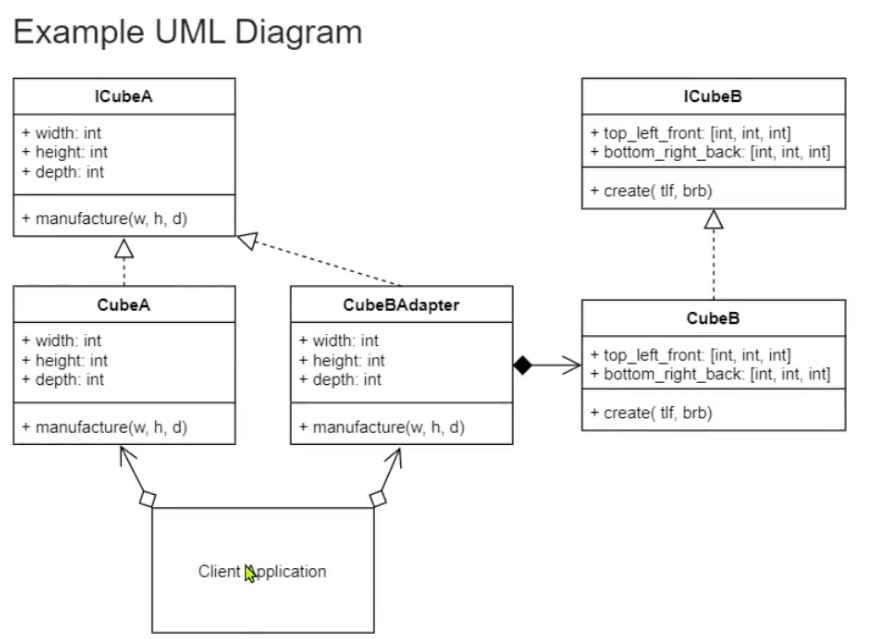 Example UML Diagram
ICubeA
+ width: int
+ height: int
+ depth: int
+ manufacture(w, h, d)
ICubeB
+ top_left_front: [int, int, int]
+ bottom_right_back: [int, int, int]
+ create( tlf, brb)
CubeA
+ width: int
+ height: int
+ depth: int
+ manufacture(w, h, d)
CubeBAdapter
+ width: int
+ height: int
+ depth: int
+ manufacture(w, h, d)
CubeB
+ top_left_front: [int, int, int]
+ bottom_right_back: [int, int, int]
+ create( tlf, brb)
Client Application